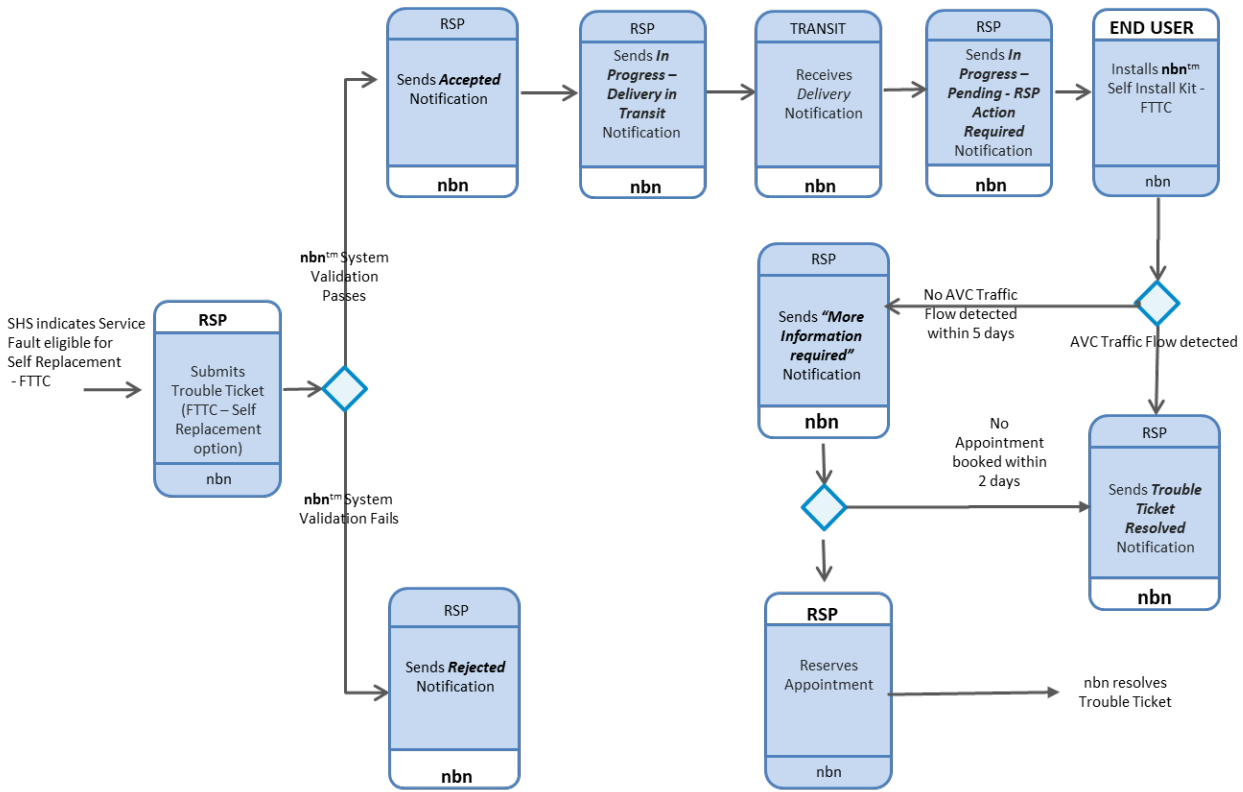 RSP
Sends Accepted
Notification
nbn
RSP
Sends In
Progress –
Delivery in
Transit
Notification
nbn
TRANSIT
Receives
Delivery
Notification
nbn
RSP
Sends In
Progress –
Pending - RSP
Action
Required
Notification
nbn
END USER
Installs nbn™
Self Install Kit -
FTTC
nbn
nbn™ System
Validation
Passes
SHS indicates Service
Fault eligible for
Self Replacement
- FTTC
RSP
Submits
Trouble Ticket
(FTTC – Self
Replacement
option)
nbn
nbn™ System
Validation Fails
RSP
Sends Rejected
Notification
nbn
RSP
Sends “More
Information
required”
Notification
nbn
No AVC Traffic
Flow detected
within 5 days
AVC Traffic Flow detected
No
Appointment
booked within
2 days
RSP
Sends Trouble
Ticket
Resolved
Notification
nbn
RSP
Reserves
Appointment
nbn
nbn resolves
Trouble Ticket